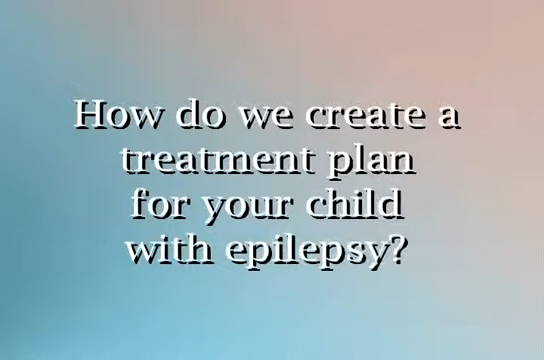 How do we create a
treatment plan
for your child
with epilepsy?